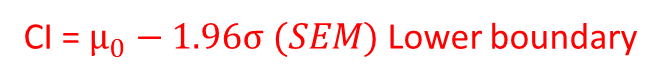 CI = μ₀ − 1.96σ (SEM) Lower boundary